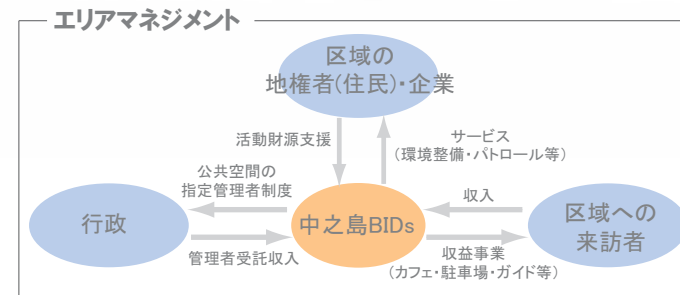 エリアマネジメント
区域の
地権者(住民)・企業
活動財源支援
サービス
(環境整備・パトロール等)
公共空間の
指定管理者制度
収入
行政
中之島BIDs
区域への
来訪者
管理者受託収入
収益事業
(カフェ・駐車場・ガイド等)